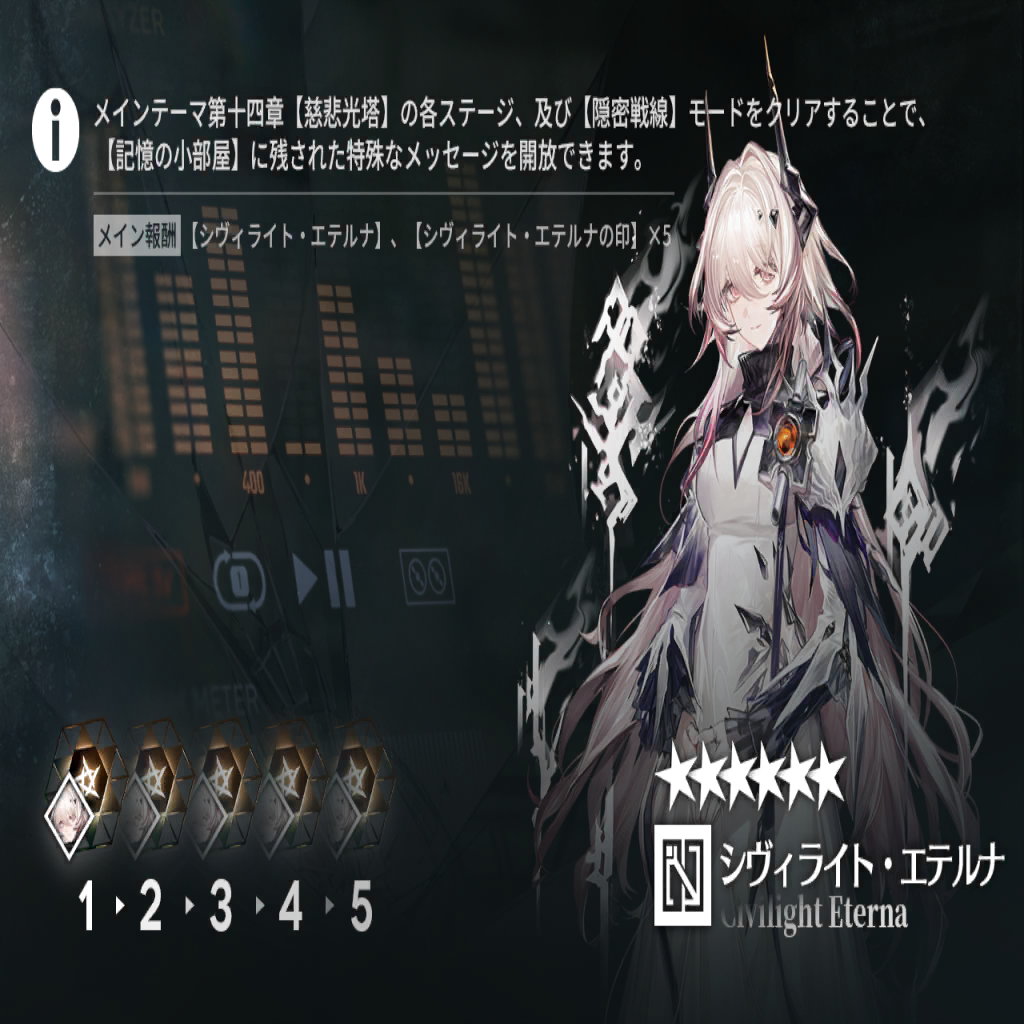 メインテーマ第十四章【慈悲光塔】の各ステージ、及び【隠密戦線】モードをクリアすることで、
【記憶の小部屋】に残された特殊なメッセージを開放できます。
メイン報酬 【シヴィライト・エテルナ】、【シヴィライト・エテルナの印】×5
400 1K 16K
METER
1 2 3 4 5
シヴィライト・エテルナ
Civilight Eterna